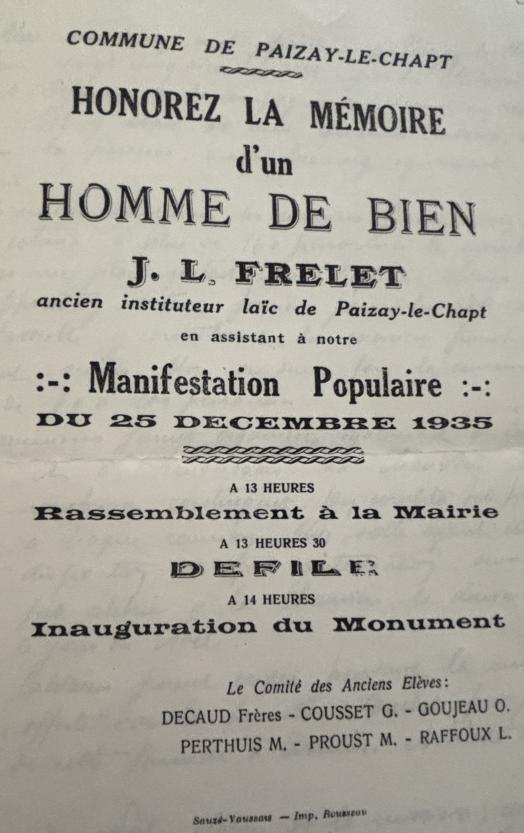 COMMUNE DE PAIZAY-LE-CHAPT
HONOREZ LA MÉMOIRE
d'un
HOMME DE BIEN
J. L. FRELET
ancien instituteur laïc de Paizay-le-Chapt
en assistant à notre
:-: Manifestation Populaire :-:
DU 25 DECEMBRE 1935
A 13 HEURES
Rassemblement à la Mairie
A 13 HEURES 30
DEFILE
A 14 HEURES
Inauguration du Monument
Le Comité des Anciens Elèves :
DECAUD Frères - COUSSET G. - GOUJEAU O.
PERTHUIS M. - PROUST M. - RAFFOUX L.
Sauzé-Vaussais — Imp. Rousseau